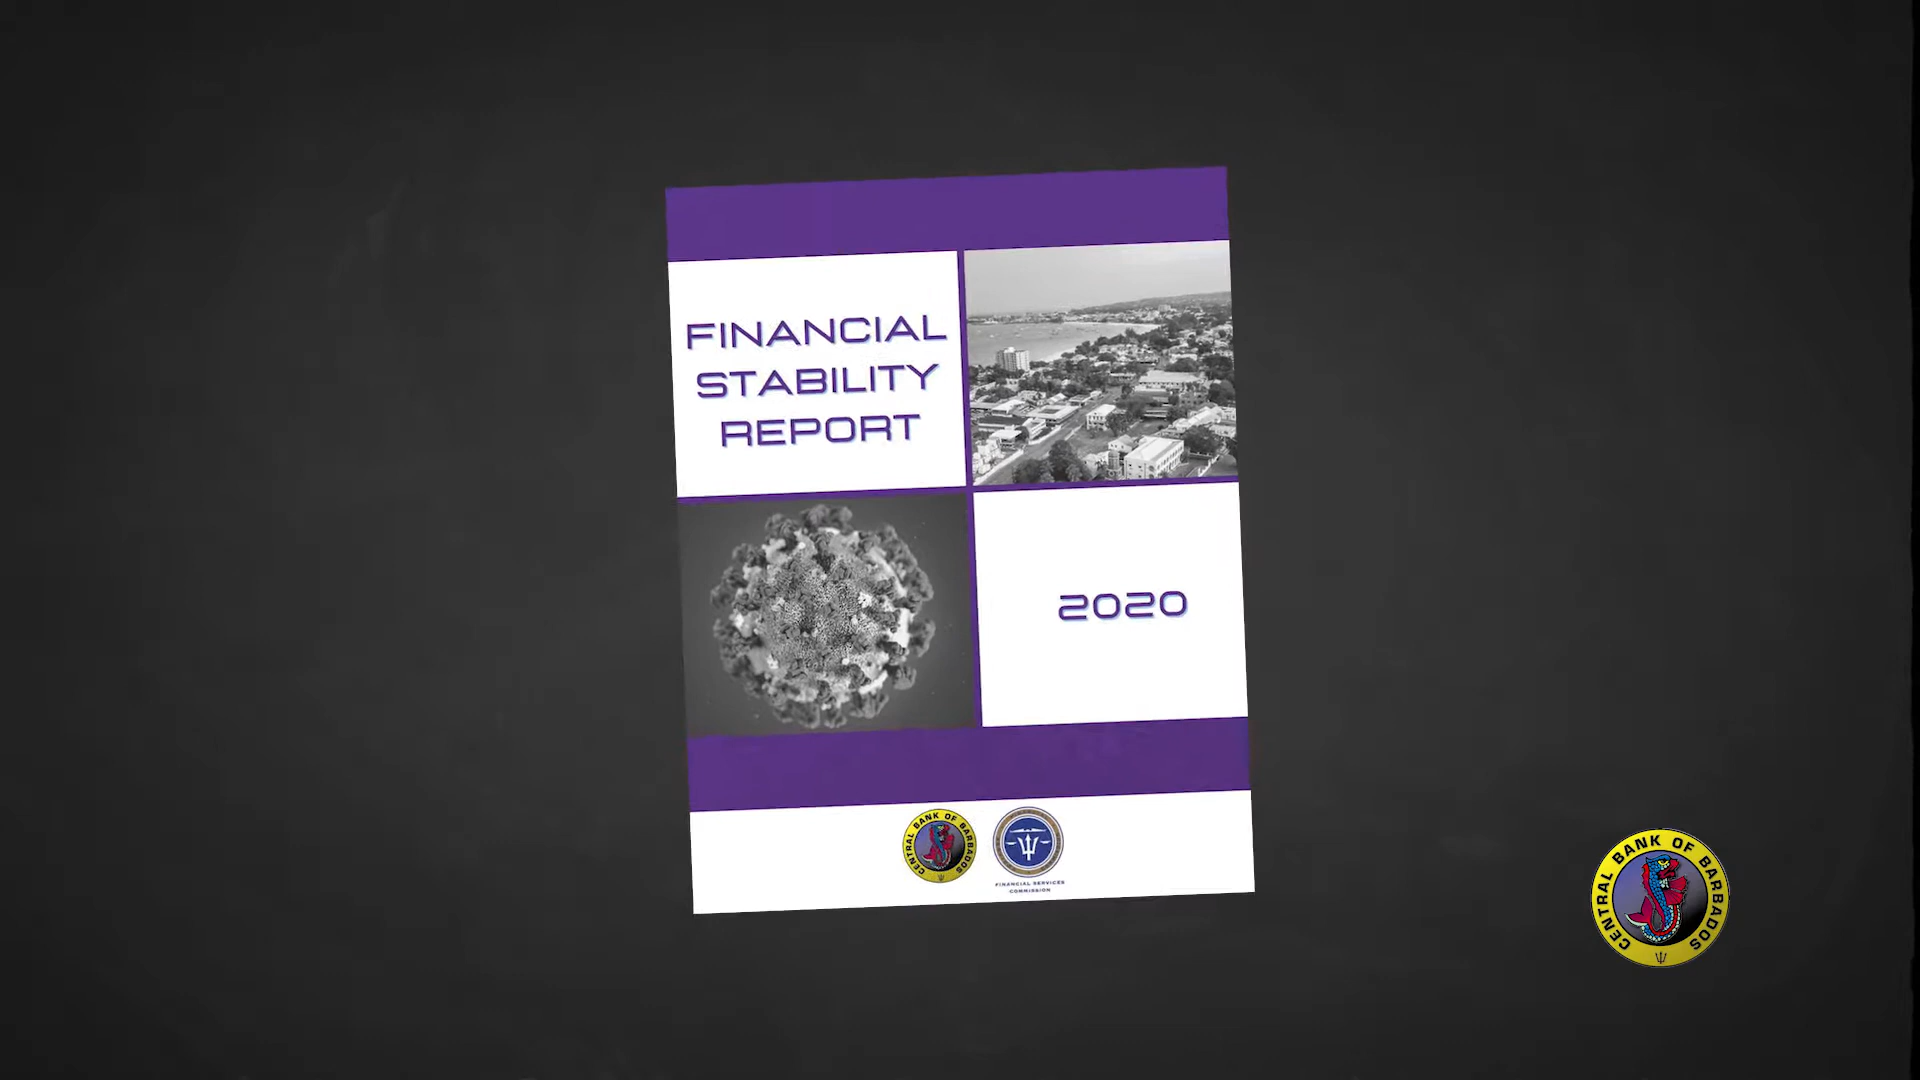 FINANCIAL
STABILITY
REPORT
2020
CENTRAL BANK OF BARBADOS
FINANCIAL SERVICES
COMMISSION
CENTRAL BANK OF BARBADOS